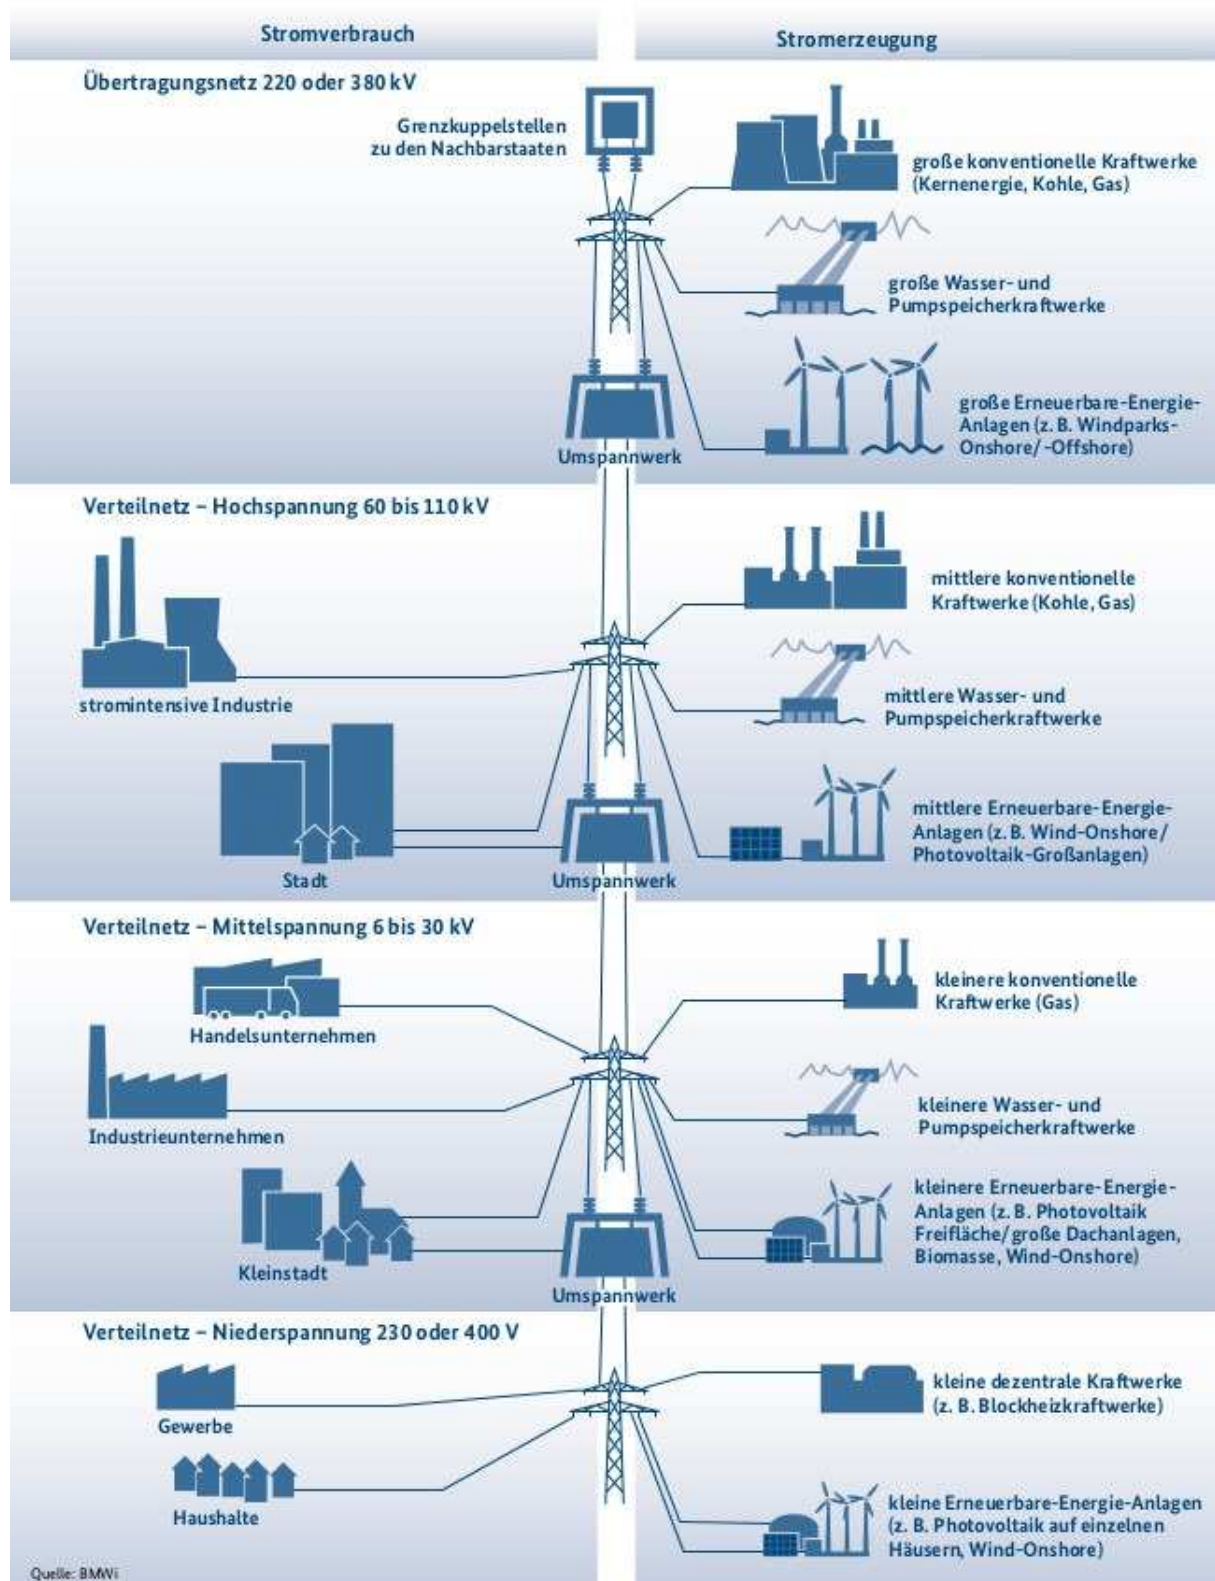 Stromverbrauch
Stromerzeugung
Übertragungsnetz 220 oder 380 kV
Grenzkuppelstellen
zu den Nachbarstaaten
große konventionelle Kraftwerke
(Kernenergie, Kohle, Gas)
große Wasser- und
Pumpspeicherkraftwerke
große Erneuerbare-Energie-
Anlagen (z. B. Windparks-
Onshore/ -Offshore)
Umspannwerk
Verteilnetz – Hochspannung 60 bis 110 kV
stromintensive Industrie
Stadt
mittlere konventionelle
Kraftwerke (Kohle, Gas)
mittlere Wasser- und
Pumpspeicherkraftwerke
mittlere Erneuerbare-Energie-
Anlagen (z. B. Wind-Onshore/
Photovoltaik-Großanlagen)
Umspannwerk
Verteilnetz – Mittelspannung 6 bis 30 kV
Handelsunternehmen
Industrieunternehmen
Kleinstadt
kleinere konventionelle
Kraftwerke (Gas)
kleinere Wasser- und
Pumpspeicherkraftwerke
kleinere Erneuerbare-Energie-
Anlagen (z. B. Photovoltaik
Freifläche/große Dachanlagen,
Biomasse, Wind-Onshore)
Umspannwerk
Verteilnetz – Niederspannung 230 oder 400 V
Gewerbe
Haushalte
kleine dezentrale Kraftwerke
(z. B. Blockheizkraftwerke)
kleine Erneuerbare-Energie-Anlagen
(z. B. Photovoltaik auf einzelnen
Häusern, Wind-Onshore)
Quelle: BMWi